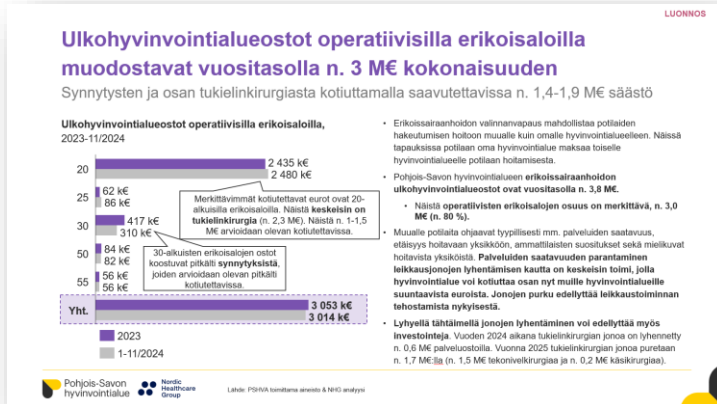 LUONNOS
Ulkohyvinvointialueostot operatiivisilla erikoisaloilla
muodostavat vuositasolla n. 3 M€ kokonaisuuden
Synnytysten ja osan tukielinkirurgiasta kotiuttamalla saavutettavissa n. 1,4-1,9 M€ säästö
Ulkohyvinvointialueostot operatiivisilla erikoisaloilla,
2023-11/2024
20
2 435 k€
2 480 k€
25
62 k€
86 k€
Merkittävimmät kotiutettavat eurot ovat 20-
alkuisilla erikoisaloilla. Näistä keskeisin on
tukielinkirurgia (n. 2,3 M€). Näistä n. 1-1,5
M€ arvioidaan olevan kotiutettavissa.
30
417 k€
310 k€
30-alkuisten erikoisalojen ostot
koostuvat pitkälti synnytyksistä,
joiden arvioidaan olevan pitkälti
kotiutettavissa.
50
84 k€
82 k€
55
56 k€
56 k€
Yht.
3 053 k€
3 014 k€
2023
1-11/2024
• Erikoissairaanhoidon valinnanvapaus mahdollistaa potilaiden
hakeutumisen hoitoon muualle kuin omalle hyvinvointialueelleen. Näissä
tapauksissa potilaan oma hyvinvointialue maksaa toiselle
hyvinvointialueelle potilaan hoitamisesta.
• Pohjois-Savon hyvinvointialueen erikoissairaanhoidon
ulkohyvinvointialueostot ovat vuositasolla n. 3,8 M€.
• Näistä operatiivisten erikoisalojen osuus on merkittävä, n. 3,0
M€ (n. 80 %).
• Muualle potilaita ohjaavat tyypillisesti mm. palveluiden saatavuus,
etäisyys hoitavaan yksikköön, ammattilaisten suositukset sekä mielikuvat
hoitavista yksiköistä. Palveluiden saatavuuden parantaminen
leikkausjonojen lyhentämisen kautta on keskeisin toimi, jolla
hyvinvointialue voi kotiuttaa osan nyt muille hyvinvointialueille
suuntaavista euroista. Jonojen purku edellyttää leikkaustoiminnan
tehostamista nykyisestä.
• Lyhyellä tähtäimellä jonojen lyhentäminen voi edellyttää myös
investointeja. Vuoden 2024 aikana tukielinkirurgian jonoa on lyhennetty
n. 0,6 M€ palveluostoilla. Vuonna 2025 tukielinkirurgian jonoa puretaan
n. 1,7 M€:lla (n. 1,5 M€ tekonivelkirurgiaa ja n. 0,2 M€ käsikirurgiaa).
Pohjois-Savon
hyvinvointialue
Nordic
Healthcare
Group
Lähde: PSHVA toimittama aineisto & NHG analyysi